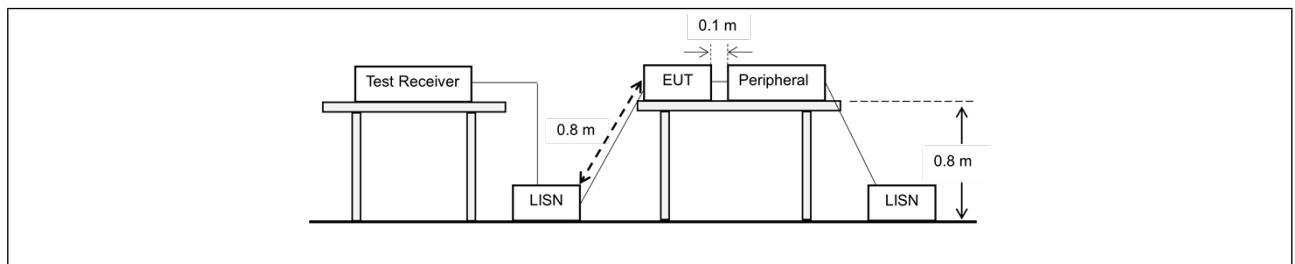 0.1 m
Test Receiver
EUT
Peripheral
0.8 m
0.8 m
LISN
LISN